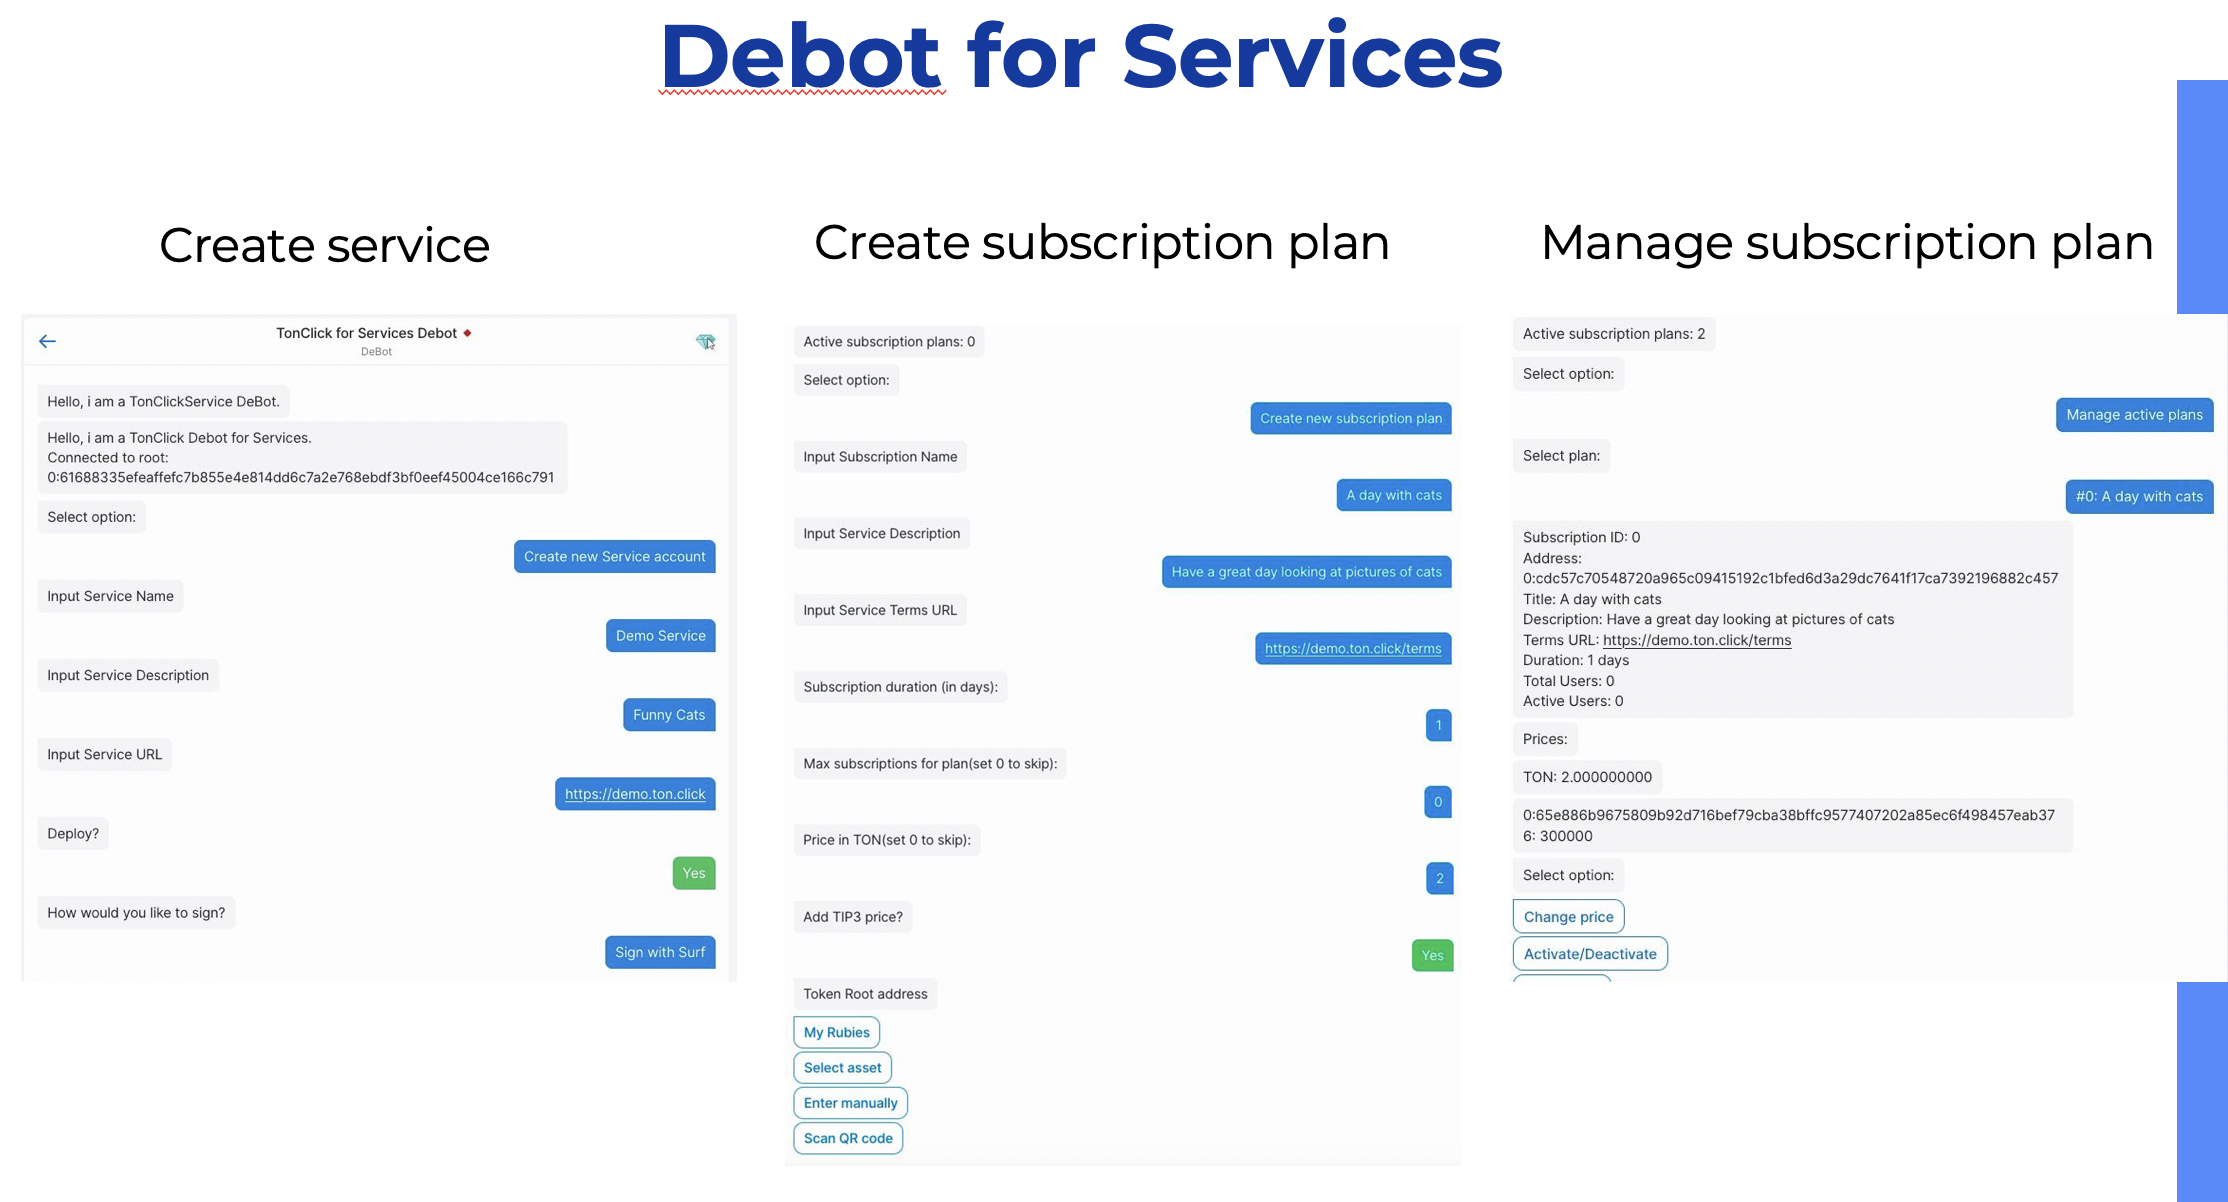 Debot for Services
Create service
TonClick for Services Debot
DeBot
Hello, i am a TonClickService DeBot.
Hello, i am a TonClick Debot for Services.
Connected to root:
0:61688335efeaffefc7b855e4e814dd6c7a2e768ebdf3bf0eef45004ce166c791
Select option:
Create new Service account
Input Service Name
Demo Service
Input Service Description
Funny Cats
Input Service URL
https://demo.ton.click
Deploy?
Yes
How would you like to sign?
Sign with Surf
Create subscription plan
Active subscription plans: 0
Select option:
Create new subscription plan
Input Subscription Name
A day with cats
Input Service Description
Have a great day looking at pictures of cats
Input Service Terms URL
https://demo.ton.click/terms
Subscription duration (in days):
1
Max subscriptions for plan(set 0 to skip):
0
Price in TON(set 0 to skip):
2
Add TIP3 price?
Yes
Token Root address
My Rubies
Select asset
Enter manually
Scan QR code
Manage subscription plan
Active subscription plans: 2
Select option:
Manage active plans
Select plan:
#0: A day with cats
Subscription ID: 0
Address:
0:cdc57c70548720a965c09415192c1bfed6d3a29dc7641f17ca7392196882c457
Title: A day with cats
Description: Have a great day looking at pictures of cats
Terms URL: https://demo.ton.click/terms
Duration: 1 days
Total Users: 0
Active Users: 0
Prices:
TON: 2.000000000
0:65e886b9675809b92d716bef79cba38bffc9577407202a85ec6f498457eab37
6: 300000
Select option:
Change price
Activate/Deactivate